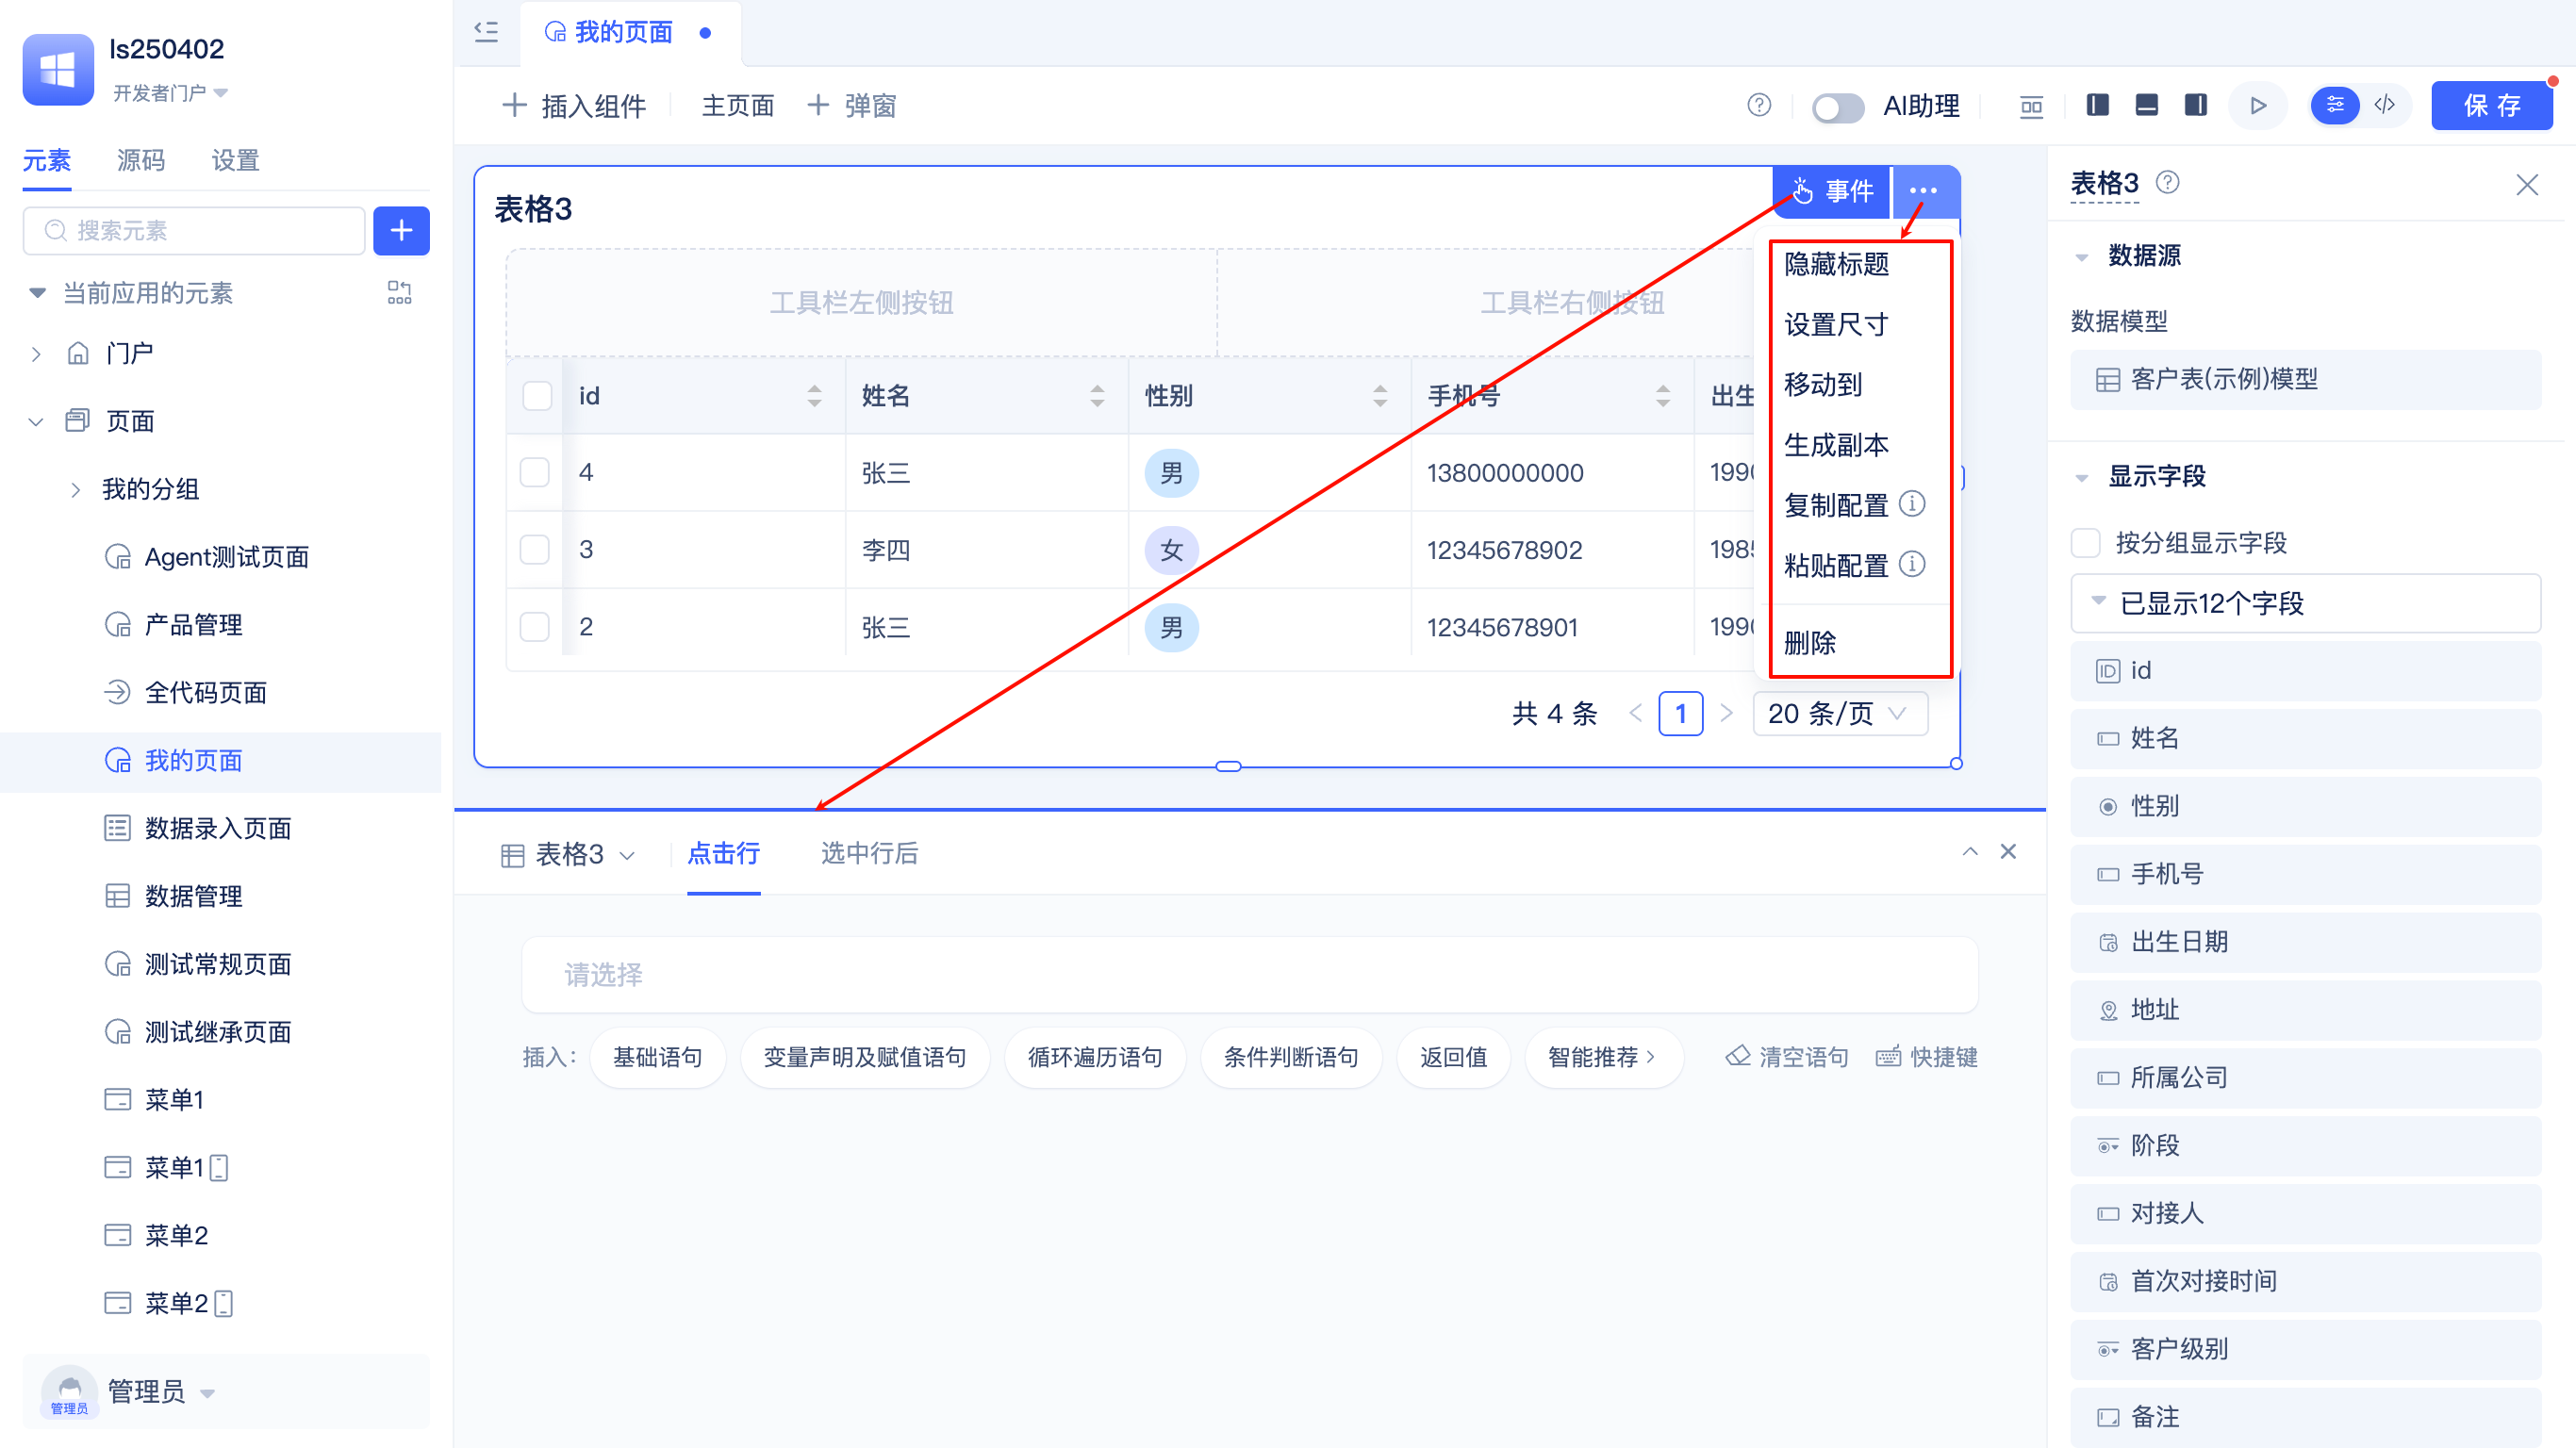 ls250402
开发者门户
元素 源码 设置
搜索元素
当前应用的元素
门户
页面
我的分组
Agent测试页面
产品管理
全代码页面
我的页面
数据录入页面
数据管理
测试常规页面
测试继承页面
菜单1
菜单1
菜单2
菜单2
管理员
管理员
我的页面
插入组件 主页面 弹窗
AI助理
保 存
表格3
事件
工具栏左侧按钮 工具栏右侧按钮
id 姓名 性别 手机号 出生
4 张三 男 13800000000 1990
3 李四 女 12345678902 1985
2 张三 男 12345678901 1990
共 4 条 1 20 条/页
隐藏标题
设置尺寸
移动到
生成副本
复制配置
粘贴配置
删除
表格3 点击行 选中行后
请选择
插入: 基础语句 变量声明及赋值语句 循环遍历语句 条件判断语句 返回值 智能推荐 清空语句 快捷键
表格3
数据源
数据模型
客户表(示例)模型
显示字段
按分组显示字段
已显示12个字段
id
姓名
性别
手机号
出生日期
地址
所属公司
阶段
对接人
首次对接时间
客户级别
备注